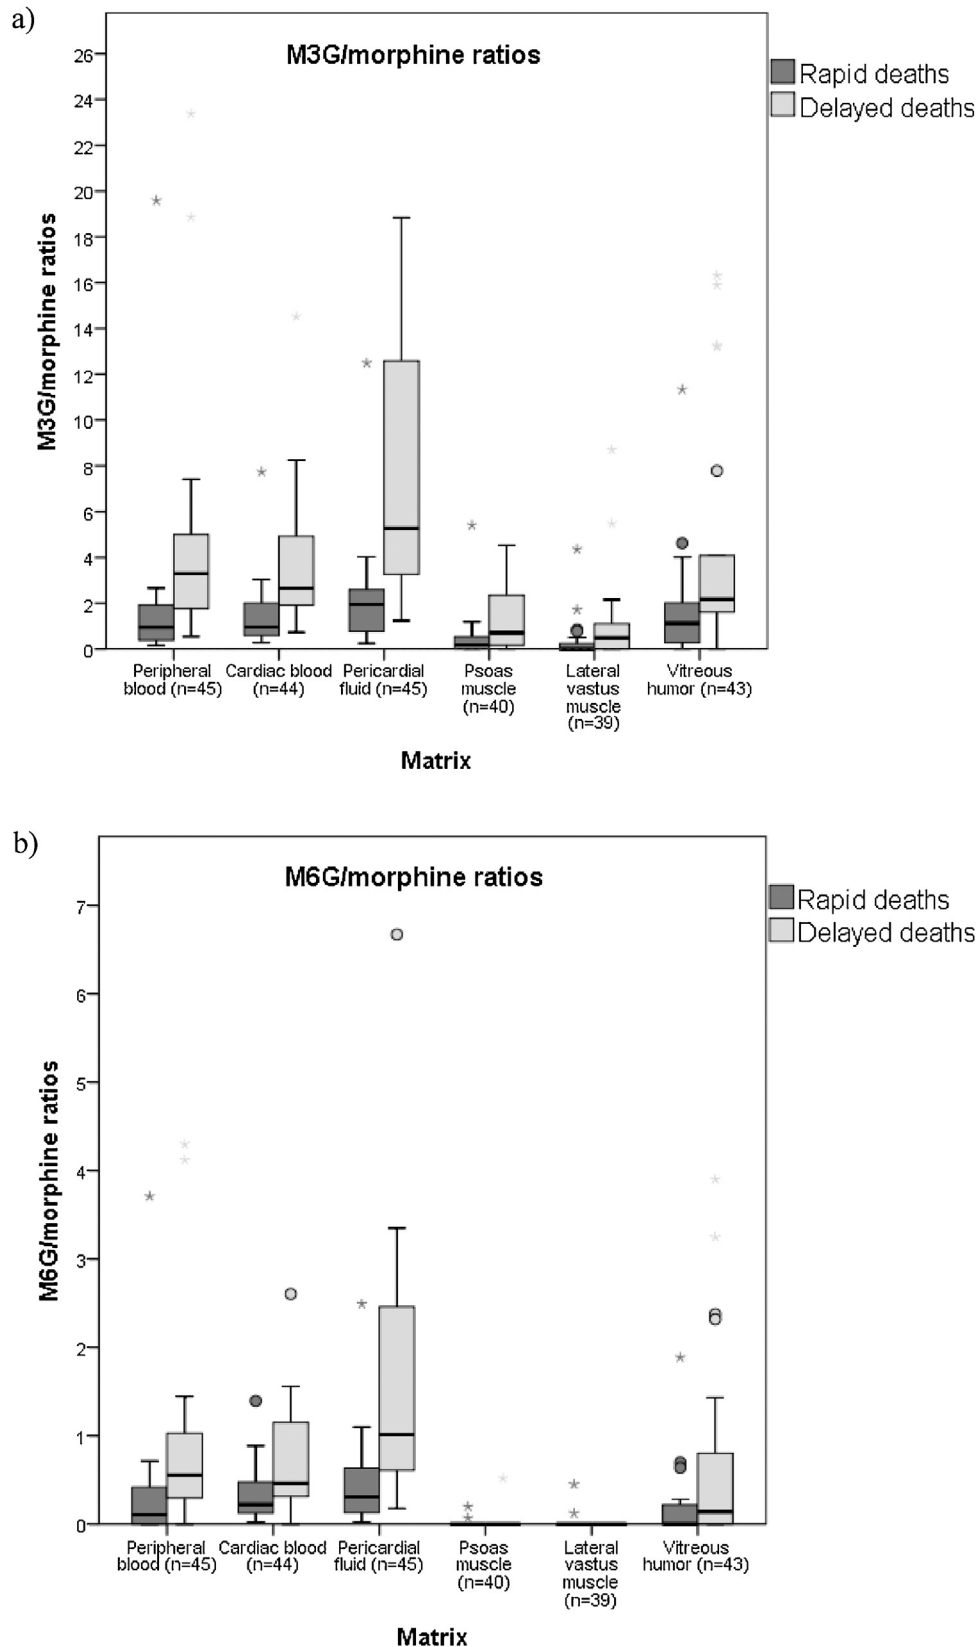 a)
M3G/morphine ratios
Rapid deaths
Delayed deaths
M3G/morphine ratios
26
24
22
20
18
16
14
12
10
8
6
4
2
0
Peripheral
blood (n=45)
Cardiac blood
(n=44)
Pericardial
fluid (n=45)
Psoas
muscle
(n=40)
Lateral
vastus
muscle
(n=39)
Vitreous
humor (n=43)
Matrix
b)
M6G/morphine ratios
Rapid deaths
Delayed deaths
M6G/morphine ratios
7
6
5
4
3
2
1
0
Peripheral
blood (n=45)
Cardiac blood
(n=44)
Pericardial
fluid (n=45)
Psoas
muscle
(n=40)
Lateral
vastus
muscle
(n=39)
Vitreous
humor (n=43)
Matrix